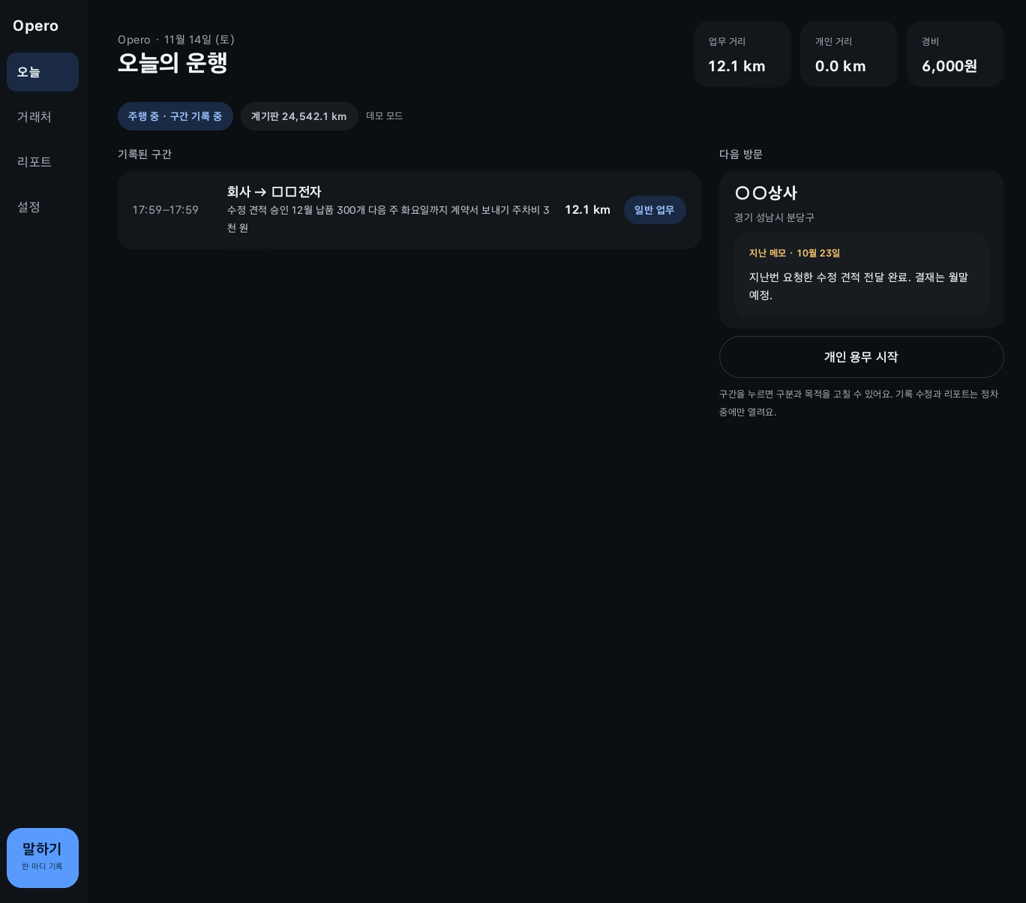 Opero
오늘
거래처
리포트
설정
말하기
한 마디 기록
Opero · 11월 14일 (토)
오늘의 운행
업무 거리
12.1 km
개인 거리
0.0 km
경비
6,000원
주행 중 · 구간 기록 중
계기판 24,542.1 km
데모 모드
기록된 구간
17:59–17:59
회사 → □□전자
수정 견적 승인 12월 납품 300개 다음 주 화요일까지 계약서 보내기 주차비 3
천 원
12.1 km
일반 업무
다음 방문
○○상사
경기 성남시 분당구
지난 메모 · 10월 23일
지난번 요청한 수정 견적 전달 완료. 결재는 월말
예정.
개인 용무 시작
구간을 누르면 구분과 목적을 고칠 수 있어요. 기록 수정과 리포트는 정차
중에만 열려요.